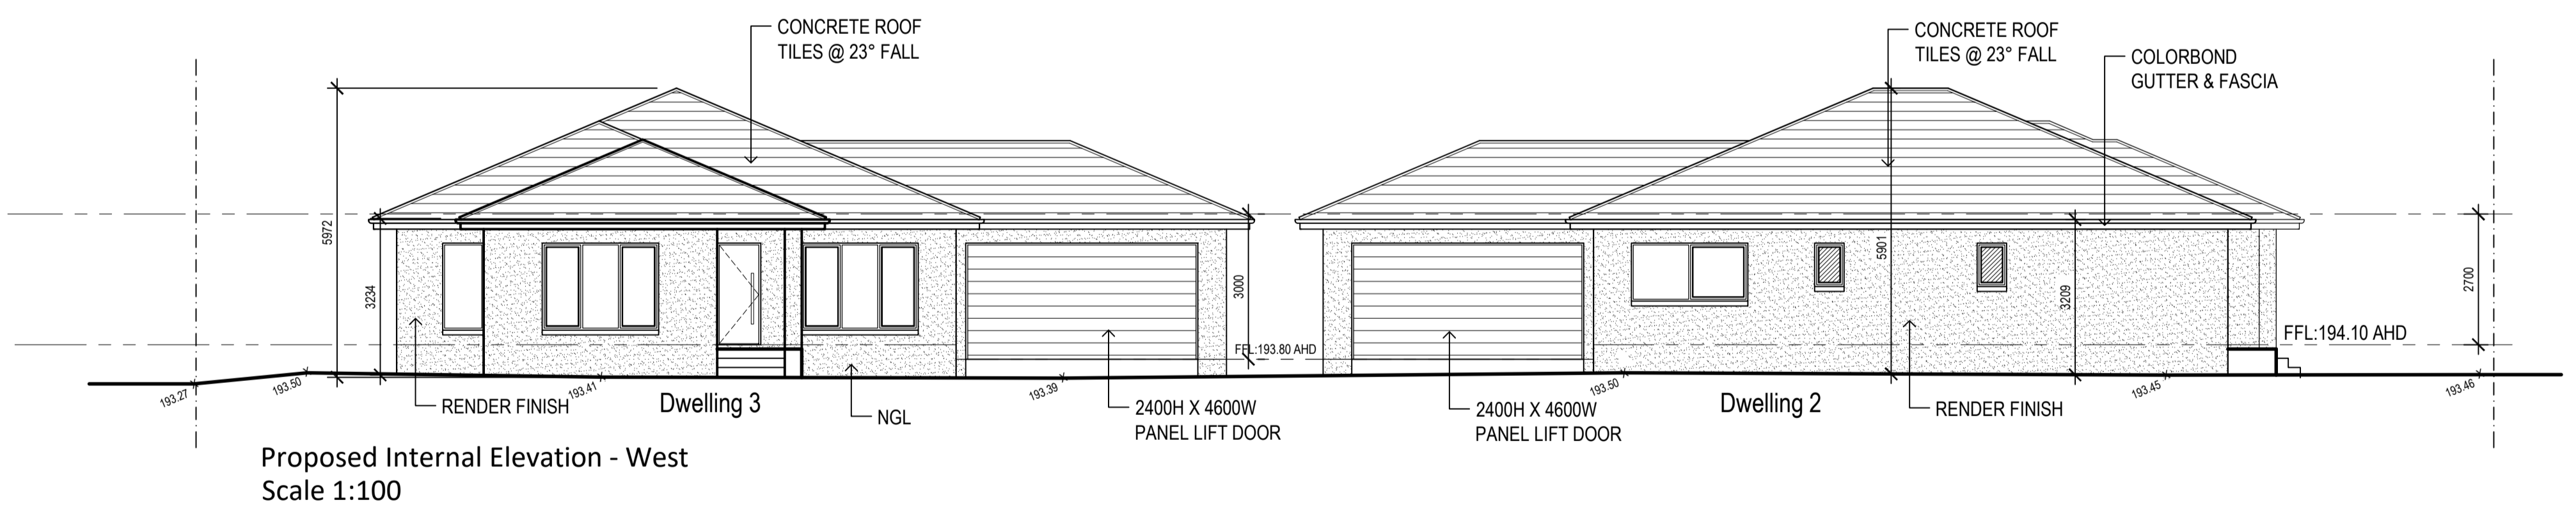 CONCRETE ROOF
TILES @ 23° FALL
CONCRETE ROOF
TILES @ 23° FALL
COLORBOND
GUTTER & FASCIA
5972
3234
3000
5901
3209
2700
FFL:193.80 AHD
FFL:194.10 AHD
193.27
193.50
193.41
193.39
193.50
193.45
193.46
RENDER FINISH
Dwelling 3
NGL
2400H X 4600W
PANEL LIFT DOOR
2400H X 4600W
PANEL LIFT DOOR
Dwelling 2
RENDER FINISH
Proposed Internal Elevation - West
Scale 1:100